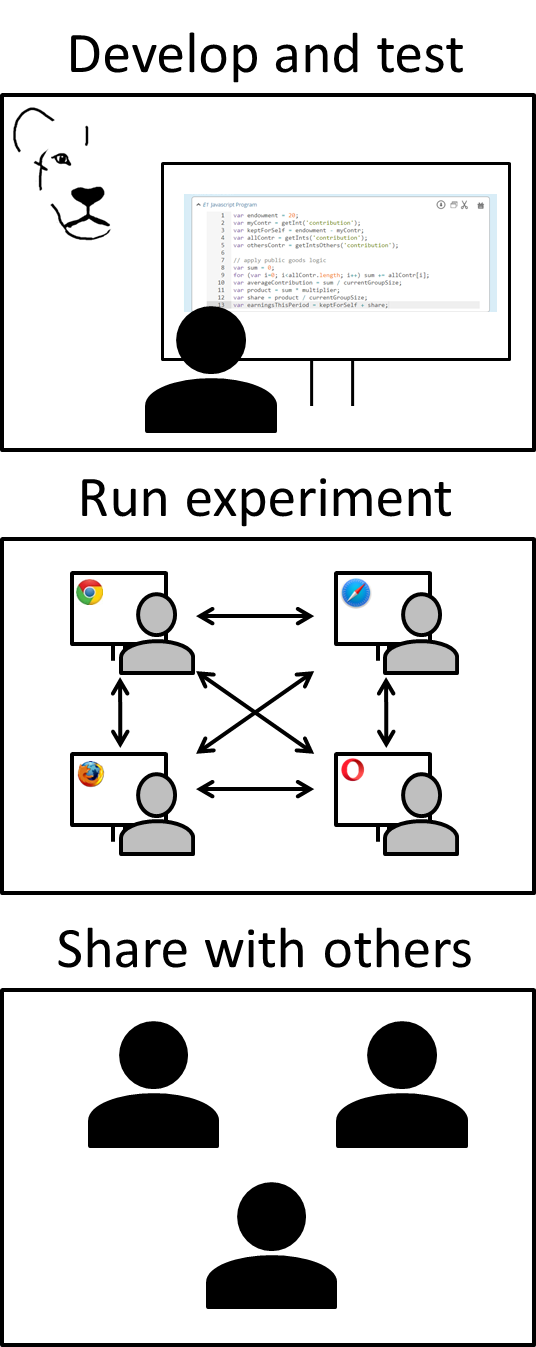 Develop and test
Javascript Program
1 var endowment = 20;
2 var myContr = getInt('contribution');
3 var keptForSelf = endowment - myContr;
4 var allContr = getInts('contribution');
5 var othersContr = getIntsOthers('contribution');
6
7 // apply public goods logic
8 var sum = 0;
9 for (var i=0; i<allContr.length; i++) sum += allContr[i];
10 var averageContribution = sum / currentGroupSize;
11 var product = sum * multiplier;
12 var share = product / currentGroupSize;
13 var earningsThisPeriod = keptForSelf + share;
Run experiment
Share with others